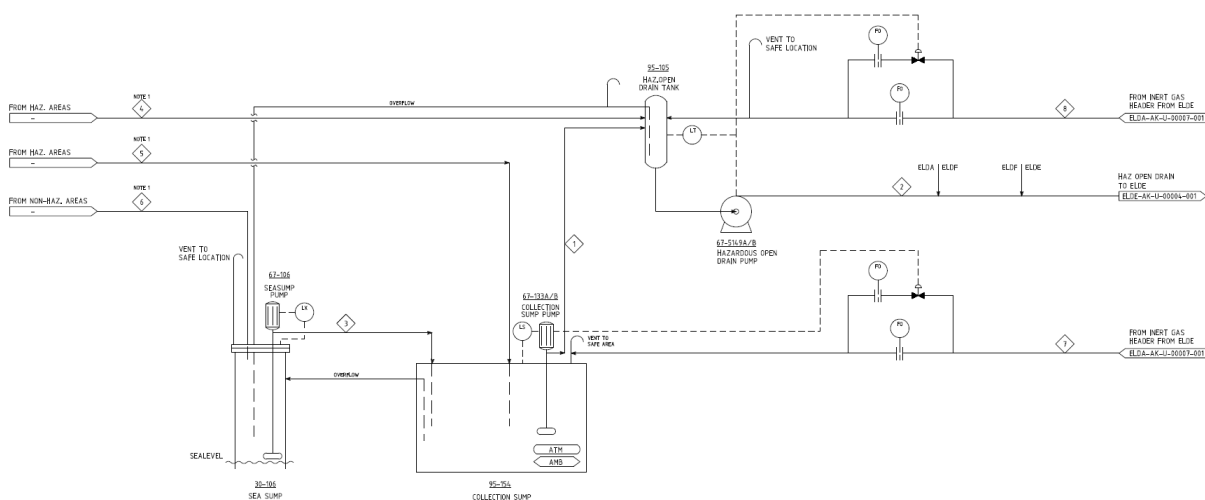 FO
VENT TO
SAFE LOCATION
95-105
HAZ.OPEN
DRAIN TANK
NOTE 1
FROM HAZ. AREAS
-
4
OVERFLOW
FO
8
FROM INERT GAS
HEADER FROM ELDE
ELDA-AK-U-00007-001
LT
NOTE 1
FROM HAZ. AREAS
-
5
ELDA
ELDF
ELDF
ELDE
2
HAZ OPEN DRAIN
TO ELDE
ELDE-AK-U-00004-001
NOTE 1
FROM NON-HAZ. AREAS
-
6
67-5149A/B
HAZARDOUS OPEN
DRAIN PUMP
1
VENT TO
SAFE LOCATION
67-106
SEASUMP
PUMP
LX
3
67-133A/B
COLLECTION
SUMP PUMP
LS
VENT TO
SAFE AREA
FO
FO
7
FROM INERT GAS
HEADER FROM ELDE
ELDA-AK-U-00007-001
OVERFLOW
ATM
AMB
SEALEVEL
30-106
SEA SUMP
95-154
COLLECTION SUMP